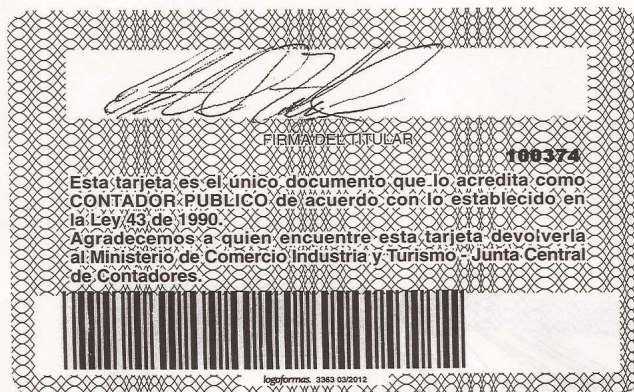 FIRMA DEL TITULAR
100374
Esta tarjeta es el único documento que lo acredita como
CONTADOR PUBLICO de acuerdo con lo establecido en
la Ley 43 de 1990.
Agradecemos a quien encuentre esta tarjeta devolverla
al Ministerio de Comercio Industria y Turismo - Junta Central
de Contadores.
logoformas. 3363 03/2012